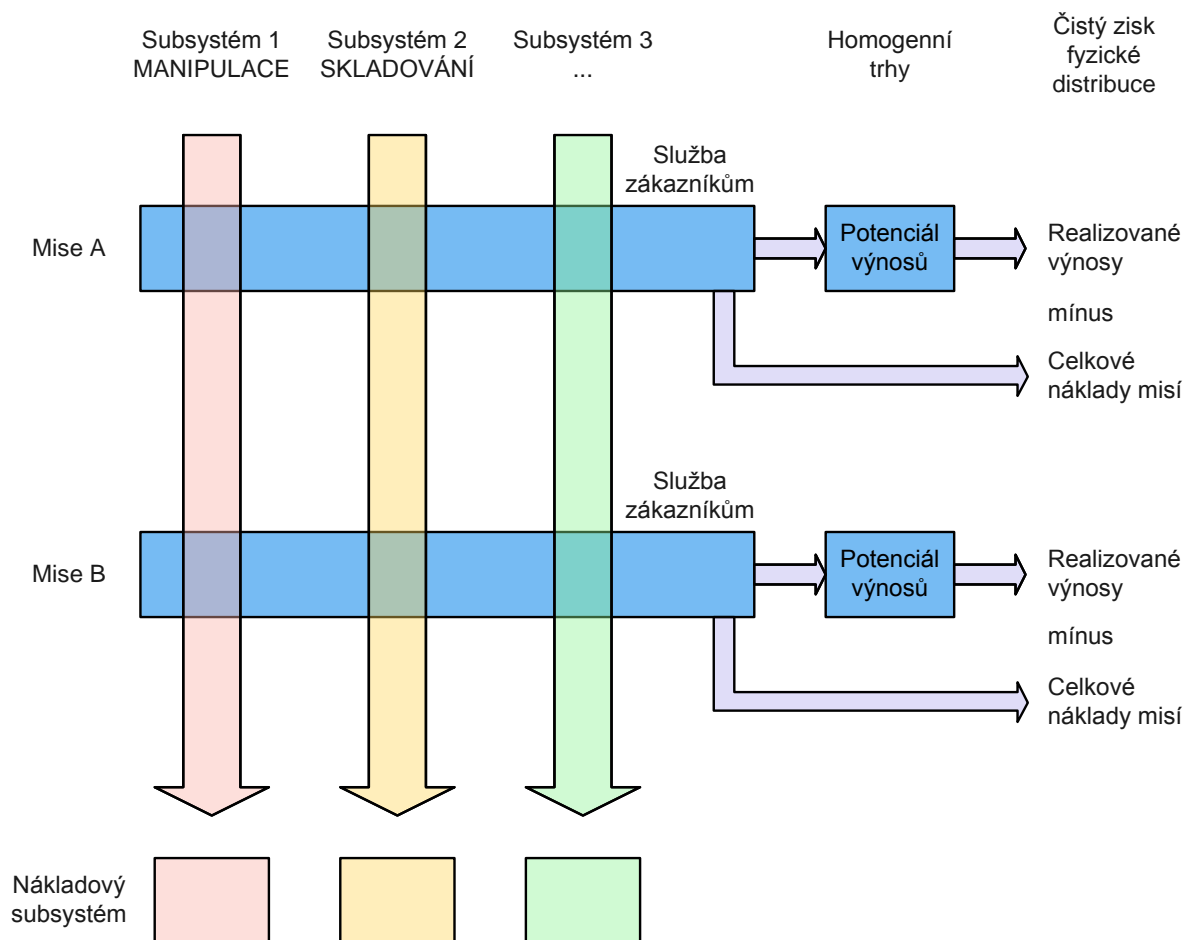 Subsystém 1
MANIPULACE
Subsystém 2
SKLADOVÁNÍ
Subsystém 3
...
Homogenní
trhy
Čistý zisk
fyzické
distribuce
Služba
zákazníkům
Mise A
Potenciál
výnosů
Realizované
výnosy
mínus
Celkové
náklady misí
Služba
zákazníkům
Mise B
Potenciál
výnosů
Realizované
výnosy
mínus
Celkové
náklady misí
Nákladový
subsystém